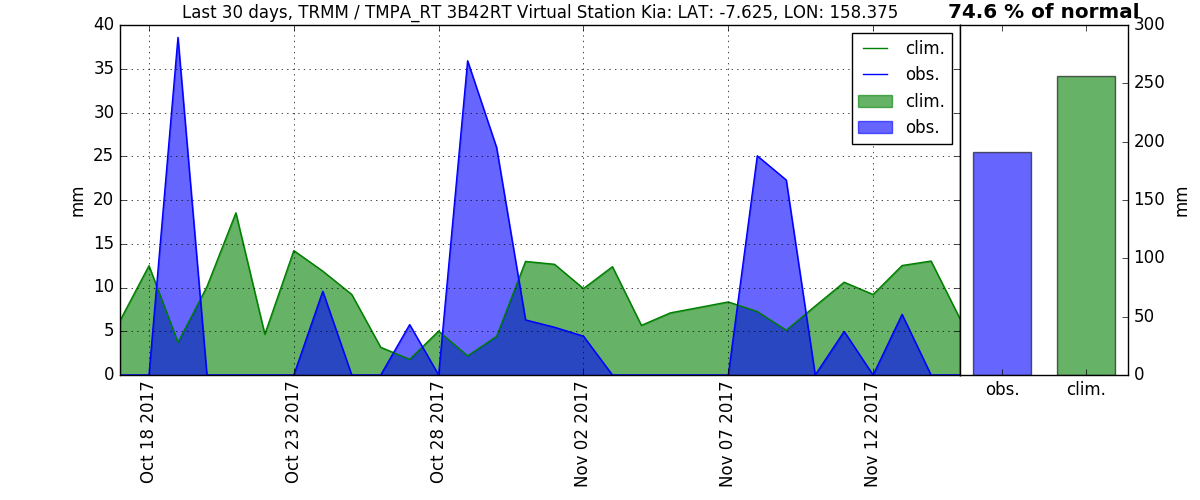 Last 30 days, TRMM / TMPA_RT 3B42RT Virtual Station Kia: LAT: -7.625, LON: 158.375
74.6 % of normal
40
35
30
25
20
15
10
5
0
mm
clim.
obs.
clim.
obs.
Oct 18 2017
Oct 23 2017
Oct 28 2017
Nov 02 2017
Nov 07 2017
Nov 12 2017
300
250
200
150
100
50
0
mm
obs.
clim.